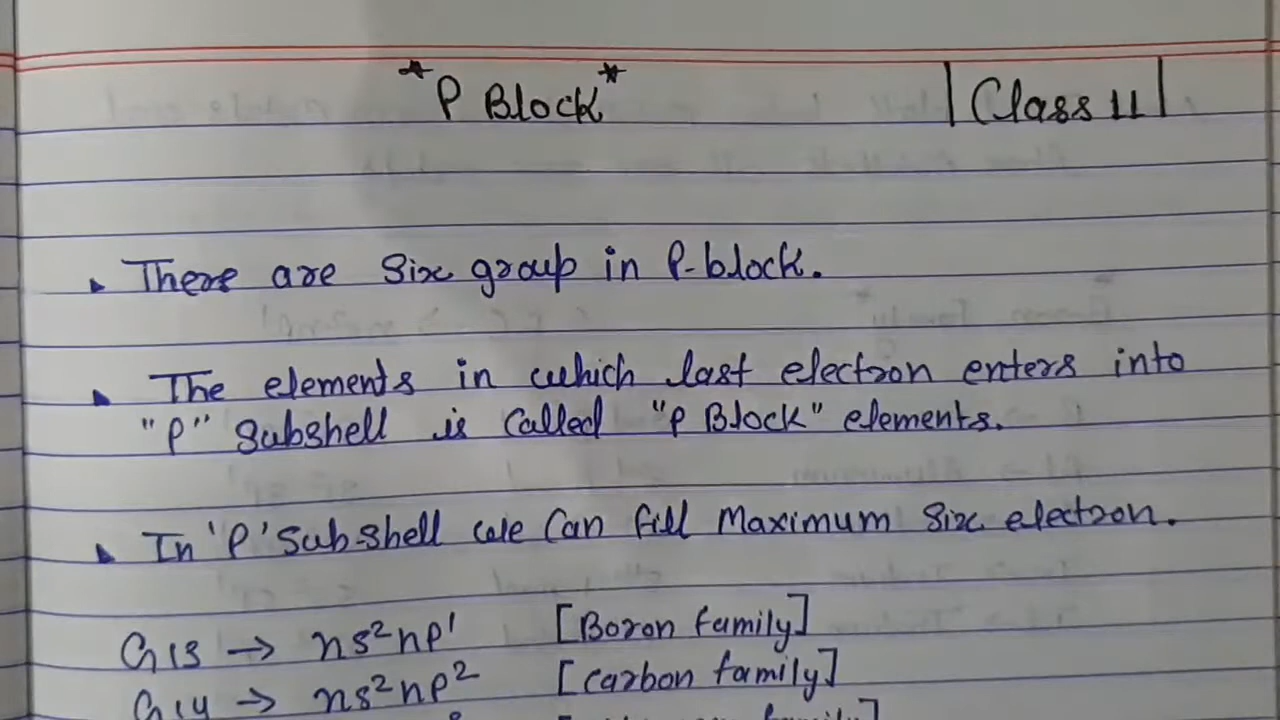 *P Block*
|Class 11|
There are six group in P-block.
The elements in which last electron enters into
"P" Subshell is called "P Block" elements.
In 'P' Sub-shell we Can fill Maximum Six electron.
G13 → ns²np¹ [Boron family]
G14 → ns²np² [Carbon family]
family]